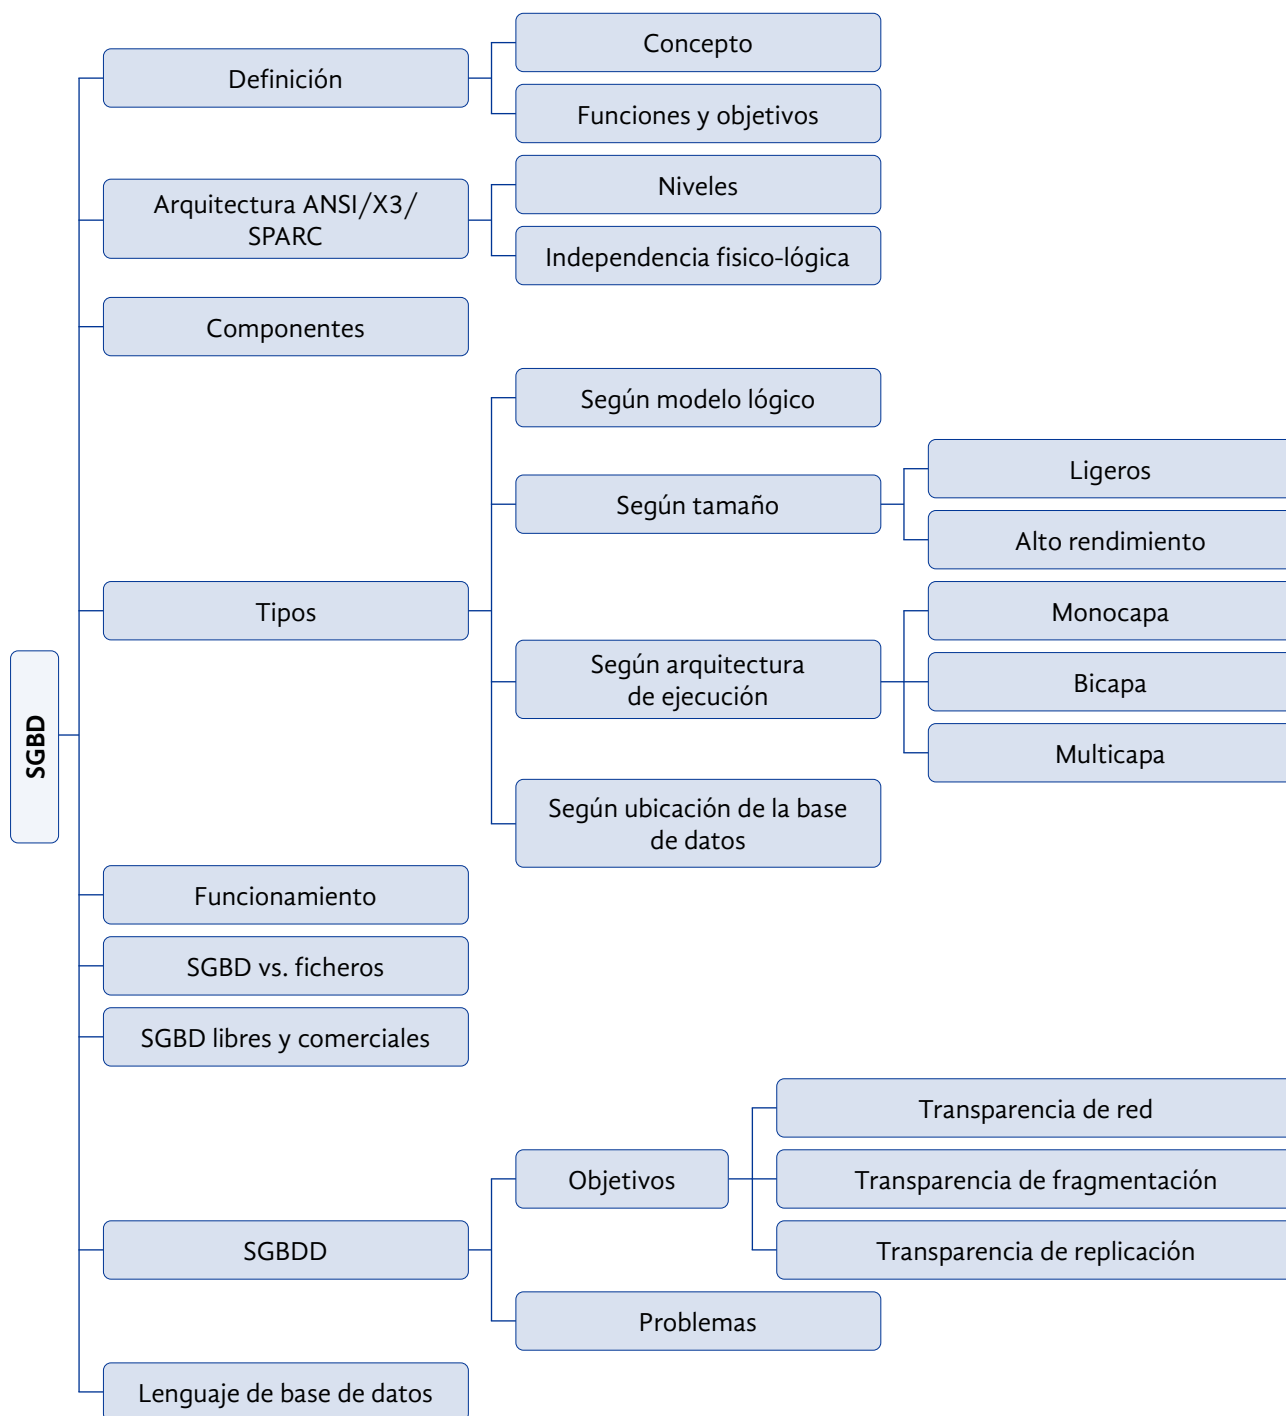 SGBD
Definición
Concepto
Funciones y objetivos
Arquitectura ANSI/X3/
SPARC
Niveles
Independencia fisico-lógica
Componentes
Tipos
Según modelo lógico
Según tamaño
Ligeros
Alto rendimiento
Según arquitectura
de ejecución
Monocapa
Bicapa
Multicapa
Según ubicación de la base
de datos
Funcionamiento
SGBD vs. ficheros
SGBD libres y comerciales
SGBDD
Objetivos
Transparencia de red
Transparencia de fragmentación
Transparencia de replicación
Problemas
Lenguaje de base de datos